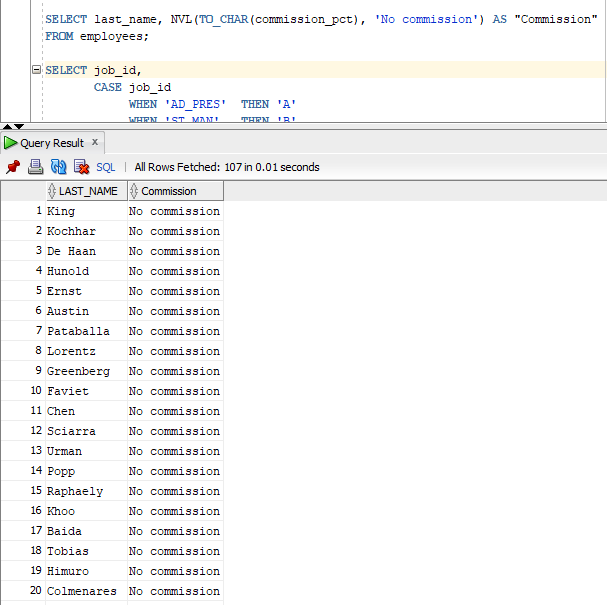 SELECT last_name, NVL(TO_CHAR(commission_pct), 'No commission') AS "Commission"
FROM employees;
SELECT job_id,
CASE job_id
WHEN 'AD_PRES' THEN 'A'
WHEN 'ST_MAN' THEN 'B'
Query Result x
SQL | All Rows Fetched: 107 in 0.01 seconds
LAST_NAME Commission
1 King No commission
2 Kochhar No commission
3 De Haan No commission
4 Hunold No commission
5 Ernst No commission
6 Austin No commission
7 Pataballa No commission
8 Lorentz No commission
9 Greenberg No commission
10 Faviet No commission
11 Chen No commission
12 Sciarra No commission
13 Urman No commission
14 Popp No commission
15 Raphaely No commission
16 Khoo No commission
17 Baida No commission
18 Tobias No commission
19 Himuro No commission
20 Colmenares No commission